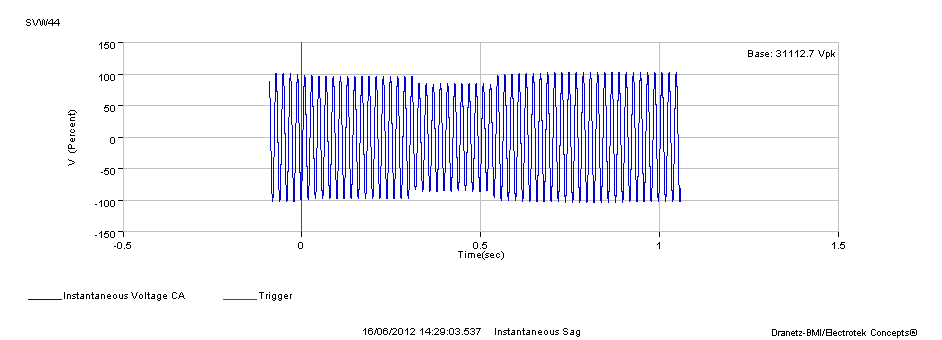 SVW44
150
Base: 31112.7 Vpk
100
50
V (Percent)
0
-50
-100
-150
-0.5 0 0.5 1 1.5
Time(sec)
Instantaneous Voltage CA Trigger
16/06/2012 14:29:03.537 Instantaneous Sag
Dranetz-BMI/Electrotek Concepts®